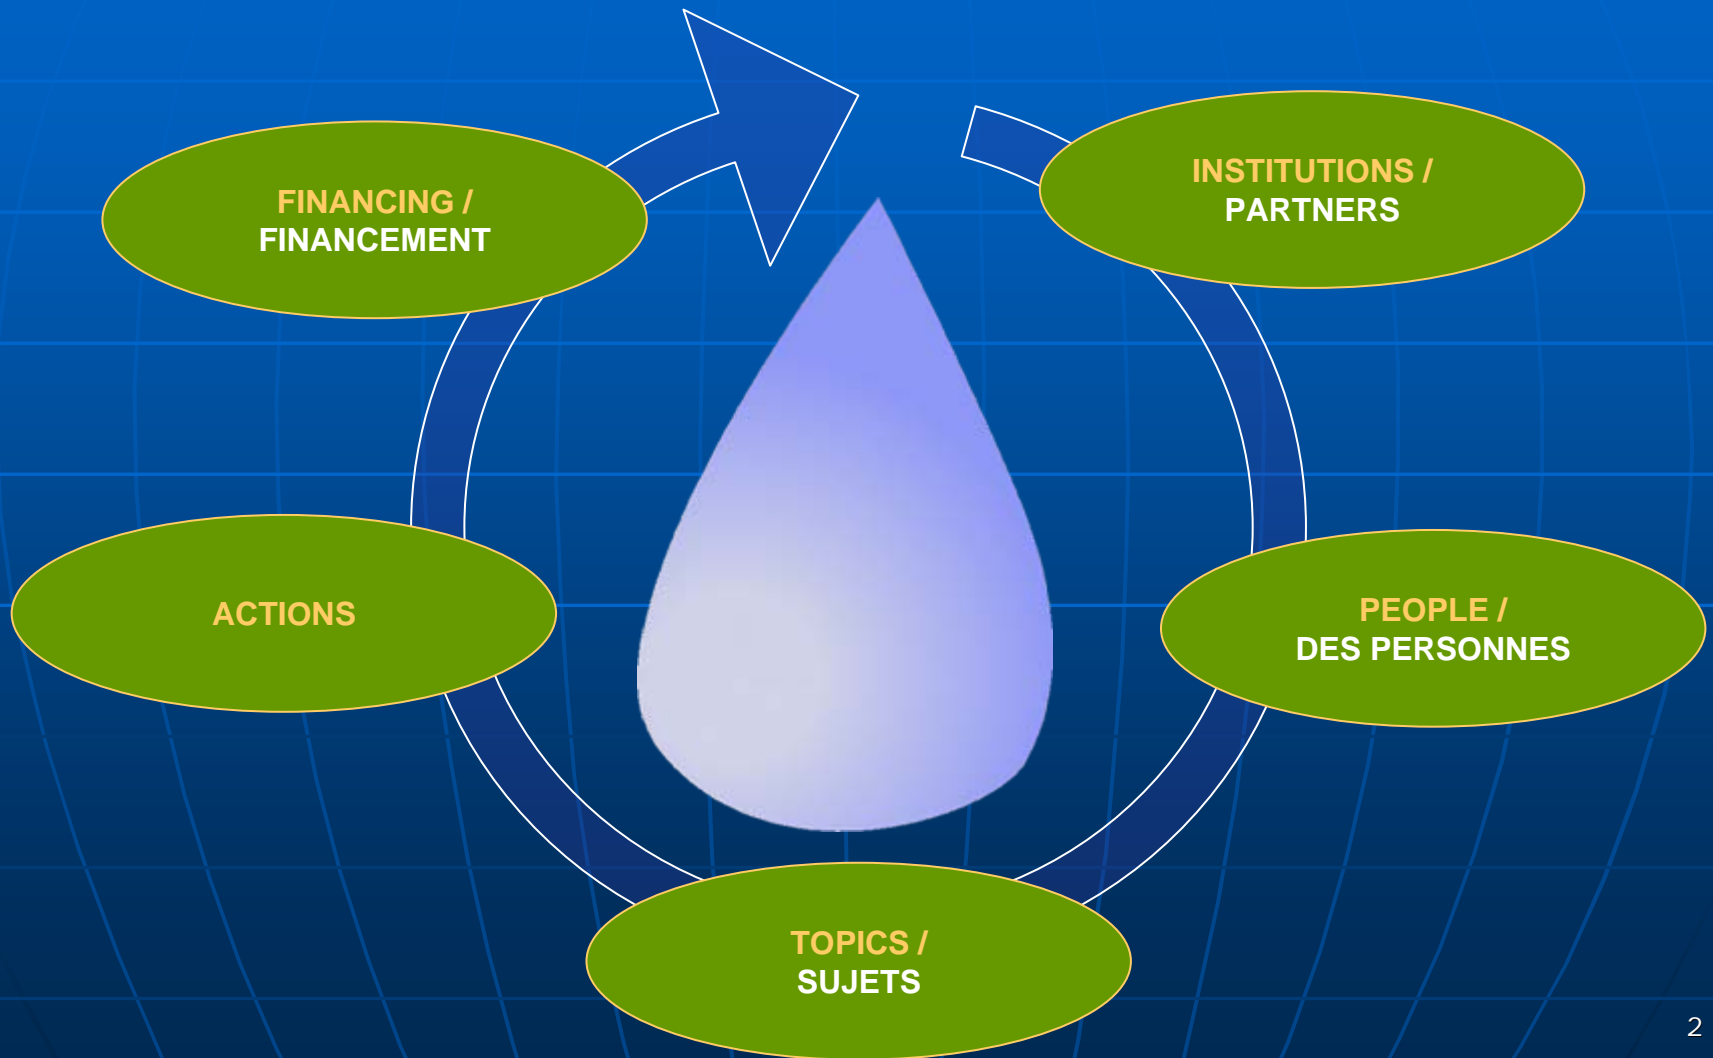 FINANCING /
FINANCEMENT
INSTITUTIONS /
PARTNERS
ACTIONS
PEOPLE /
DES PERSONNES
TOPICS /
SUJETS
2